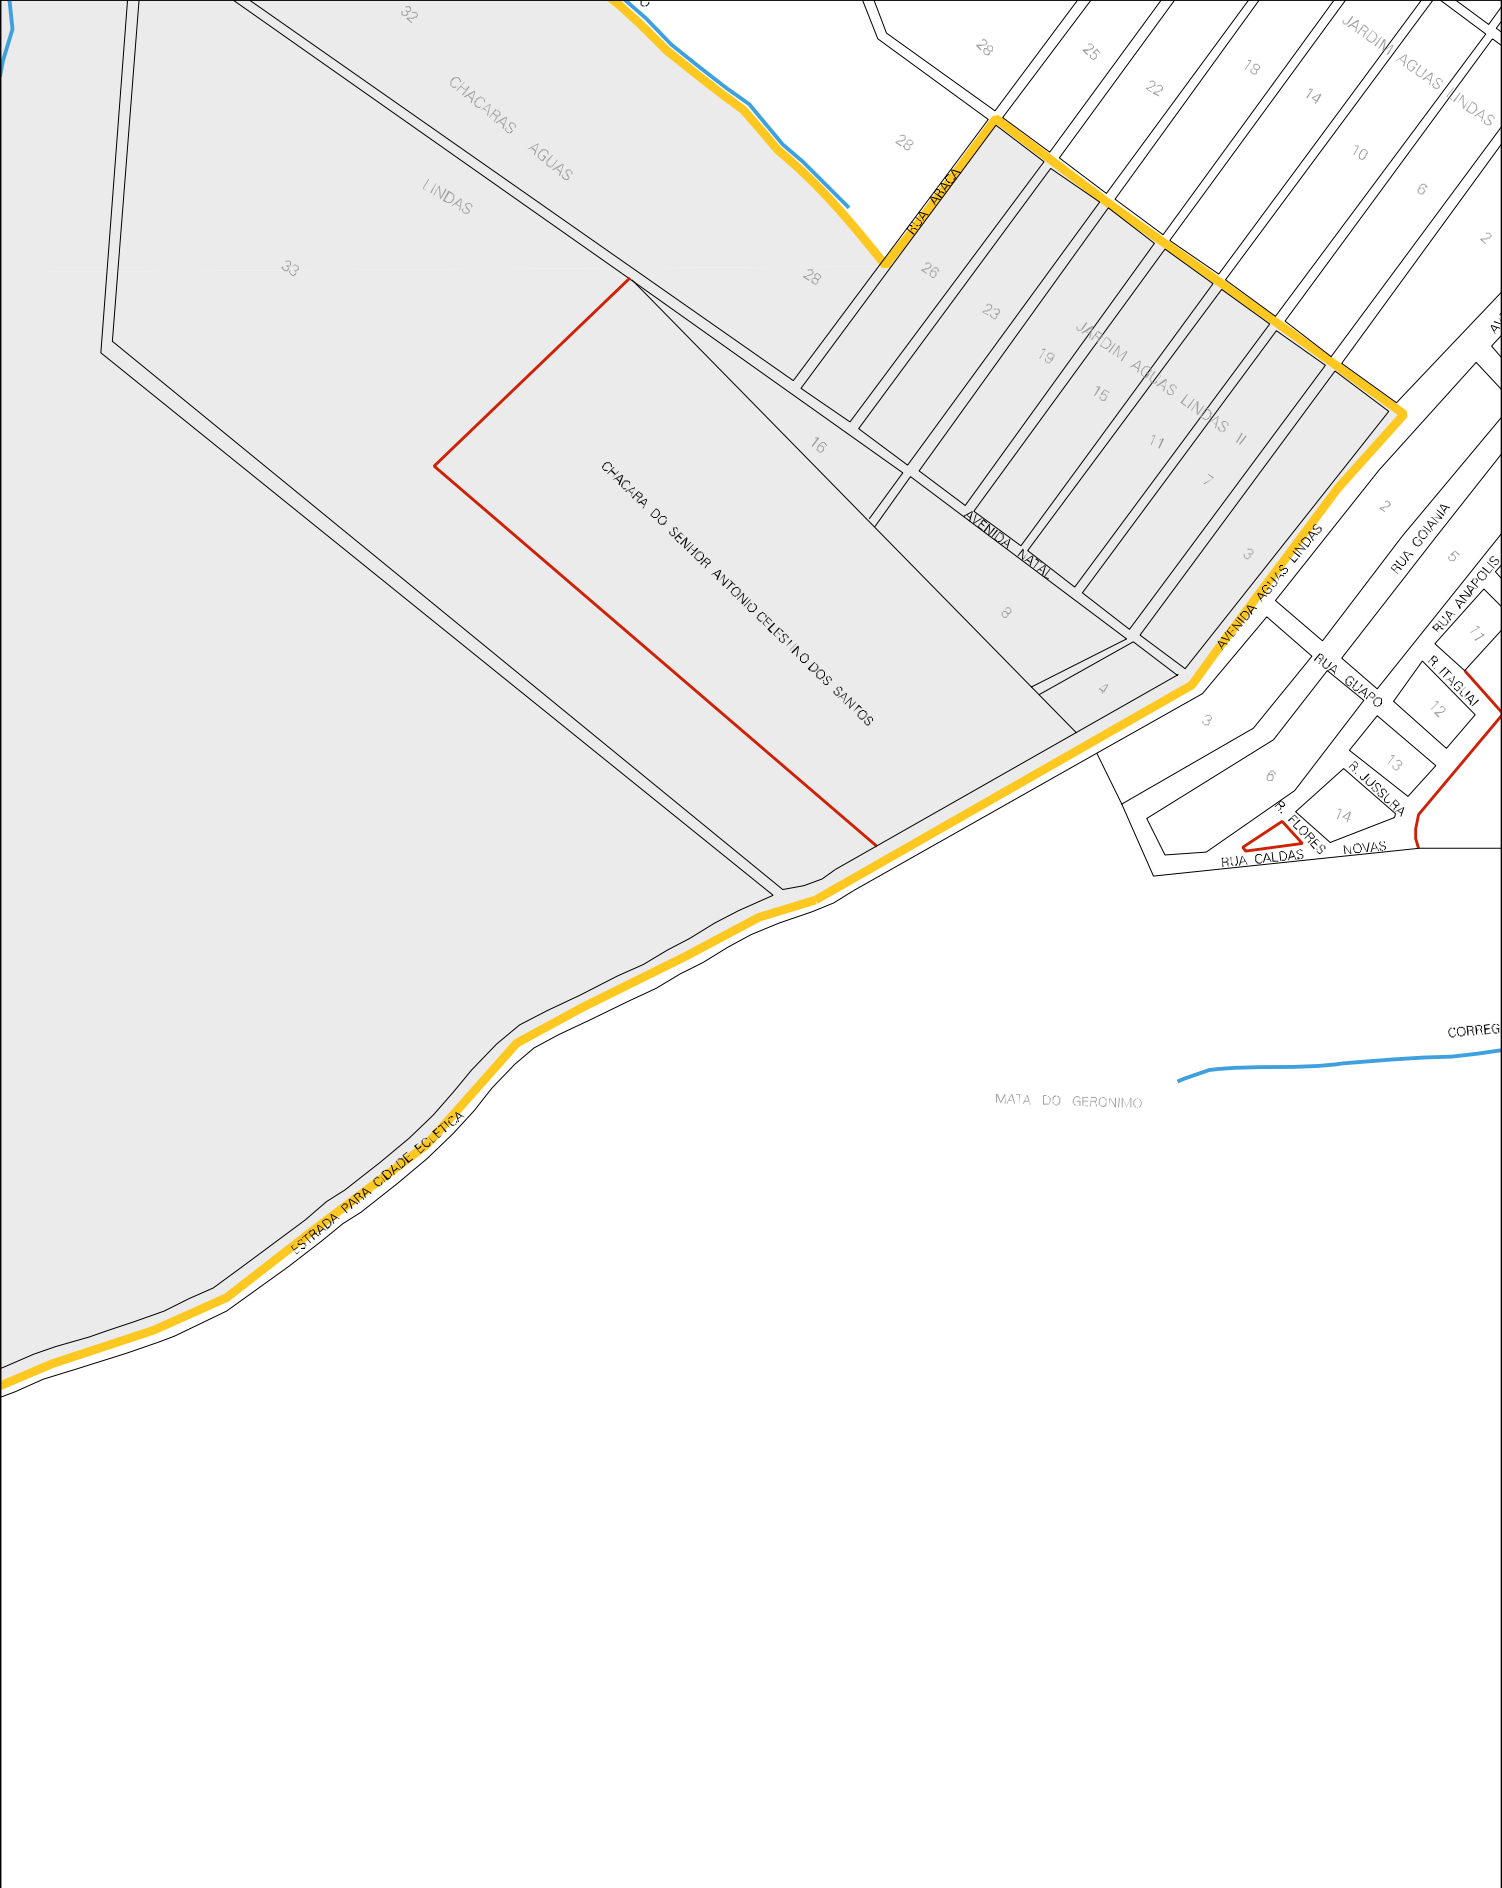 32
CHACARAS AGUAS
LINDAS
33
28
25
22
18
14
10
6
2
JARDIM AGUAS LINDAS
28
RUA ARACA
28
26
23
19
15
11
7
3
JARDIM AGUAS LINDAS II
16
AVENIDA NATAL
8
4
CHACARA DO SENHOR ANTONIO CELESTINO DOS SANTOS
AVENIDA AGUAS LINDAS
2
RUA GOIANIA
5
RUA ANAPOLIS
11
R. ITAGUAI
12
RUA GUAPO
13
R. JUSSURA
14
3
6
R. FLORES
RUA CALDAS NOVAS
CORREG
MATA DO GERONIMO
ESTRADA PARA CIDADE ECLETICA